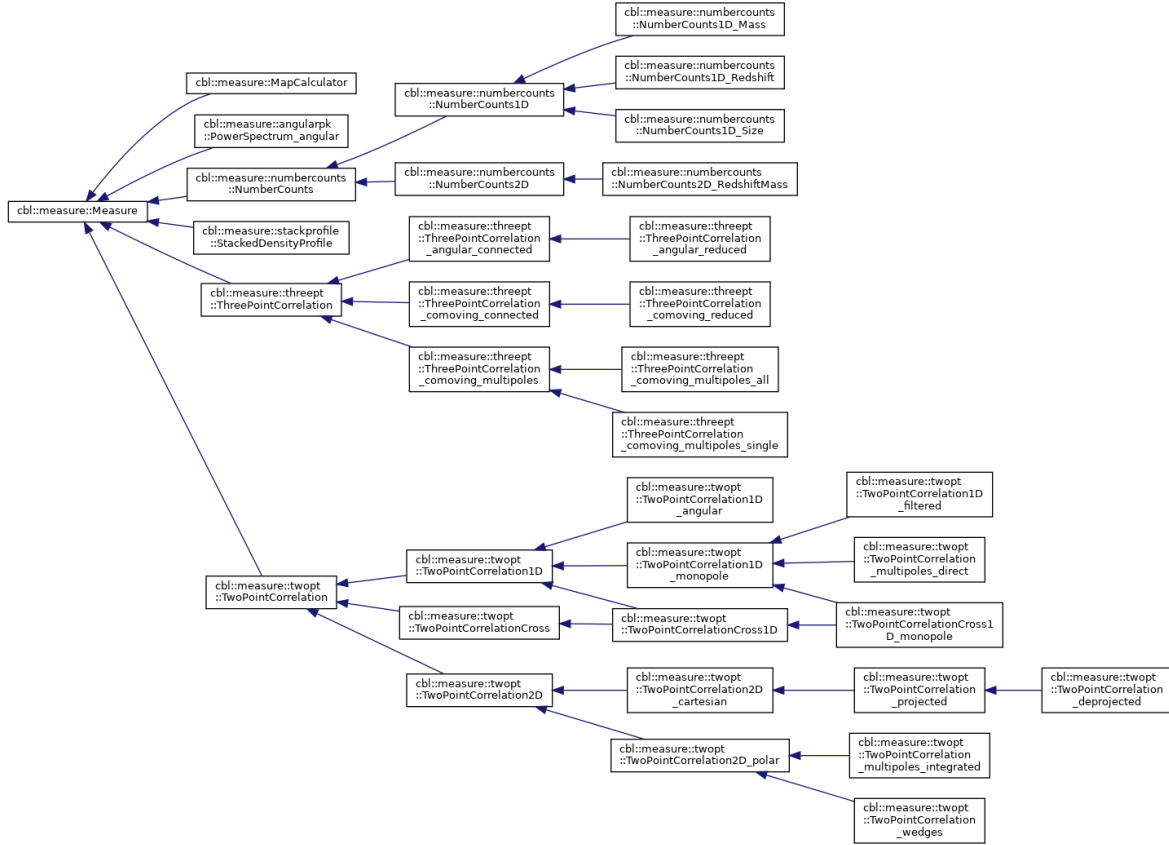 cbl::measure::Measure
cbl::measure::MapCalculator
cbl::measure::angularpk
::PowerSpectrum_angular
cbl::measure::numbercounts
::NumberCounts
cbl::measure::stackprofile
::StackedDensityProfile
cbl::measure::threept
::ThreePointCorrelation
cbl::measure::twopt
::TwoPointCorrelation
cbl::measure::numbercounts
::NumberCounts1D
cbl::measure::numbercounts
::NumberCounts2D
cbl::measure::threept
::ThreePointCorrelation
_angular_connected
cbl::measure::threept
::ThreePointCorrelation
_comoving_connected
cbl::measure::threept
::ThreePointCorrelation
_comoving_multipoles
cbl::measure::twopt
::TwoPointCorrelation1D
cbl::measure::twopt
::TwoPointCorrelationCross
cbl::measure::twopt
::TwoPointCorrelation2D
cbl::measure::numbercounts
::NumberCounts1D_Mass
cbl::measure::numbercounts
::NumberCounts1D_Redshift
cbl::measure::numbercounts
::NumberCounts1D_Size
cbl::measure::numbercounts
::NumberCounts2D_RedshiftMass
cbl::measure::threept
::ThreePointCorrelation
_angular_reduced
cbl::measure::threept
::ThreePointCorrelation
_comoving_reduced
cbl::measure::threept
::ThreePointCorrelation
_comoving_multipoles_all
cbl::measure::threept
::ThreePointCorrelation
_comoving_multipoles_single
cbl::measure::twopt
::TwoPointCorrelation1D
_angular
cbl::measure::twopt
::TwoPointCorrelation1D
_monopole
cbl::measure::twopt
::TwoPointCorrelationCross1D
cbl::measure::twopt
::TwoPointCorrelation2D
_cartesian
cbl::measure::twopt
::TwoPointCorrelation2D_polar
cbl::measure::twopt
::TwoPointCorrelation1D
_filtered
cbl::measure::twopt
::TwoPointCorrelation
_multipoles_direct
cbl::measure::twopt
::TwoPointCorrelationCross1
D_monopole
cbl::measure::twopt
::TwoPointCorrelation
_projected
cbl::measure::twopt
::TwoPointCorrelation
_multipoles_integrated
cbl::measure::twopt
::TwoPointCorrelation
_wedges
cbl::measure::twopt
::TwoPointCorrelation
_deprojected